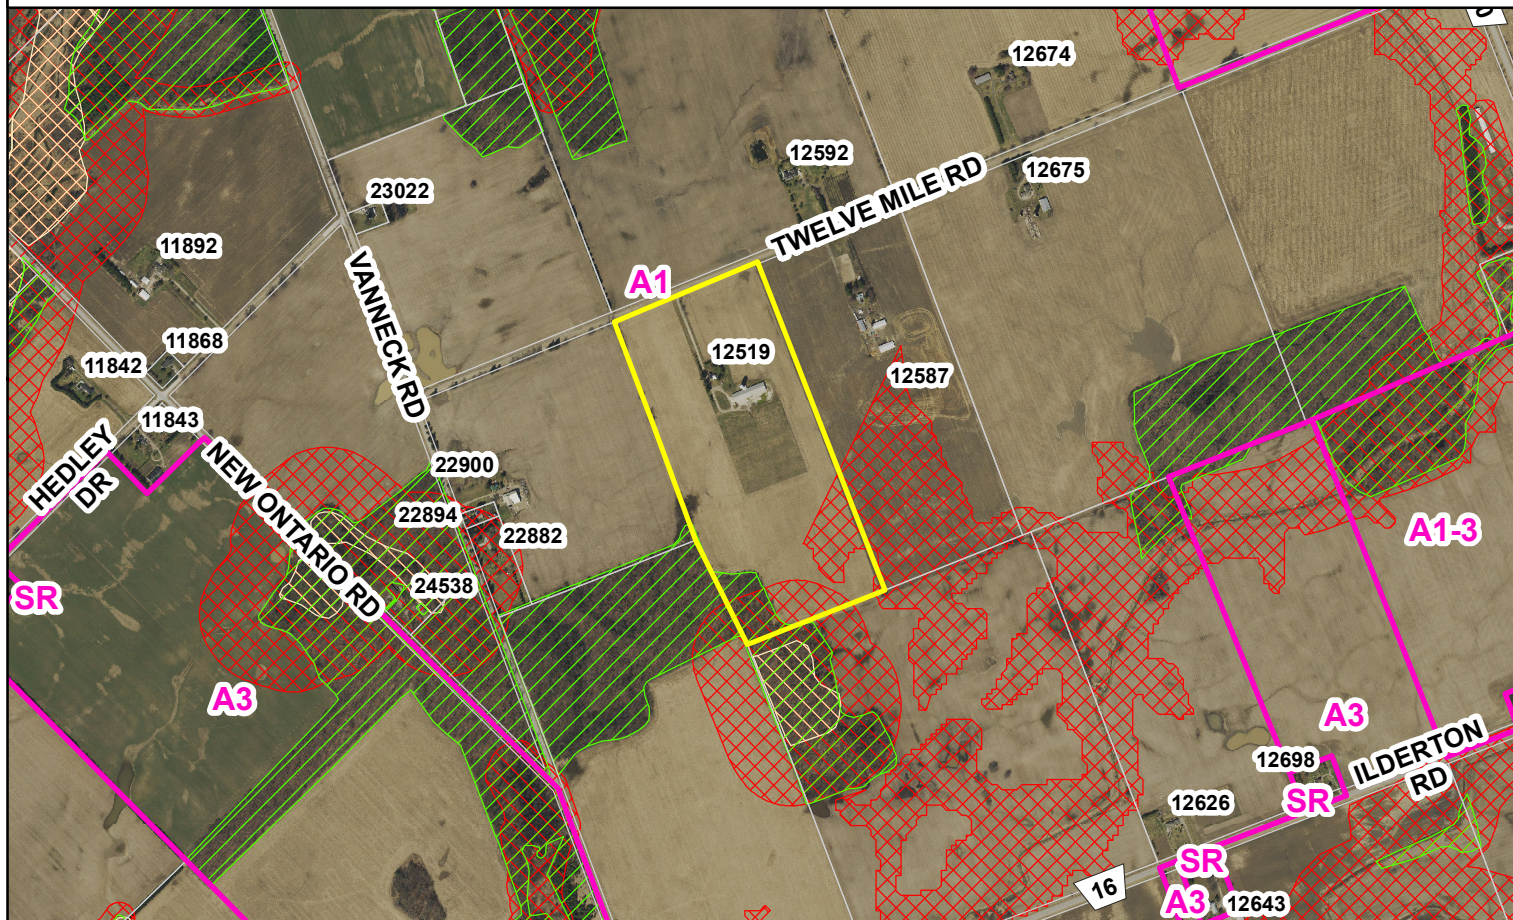 12674
12592
12675
TWELVE MILE RD
23022
11892
A1
VANNECK RD
11868
11842
12519
12587
11843
HEDLEY
DR
NEW ONTARIO RD
22900
22894
22882
A1-3
24538
SR
A3
A3
12698
ILDERTON
RD
SR
12626
SR
16
A3
12643